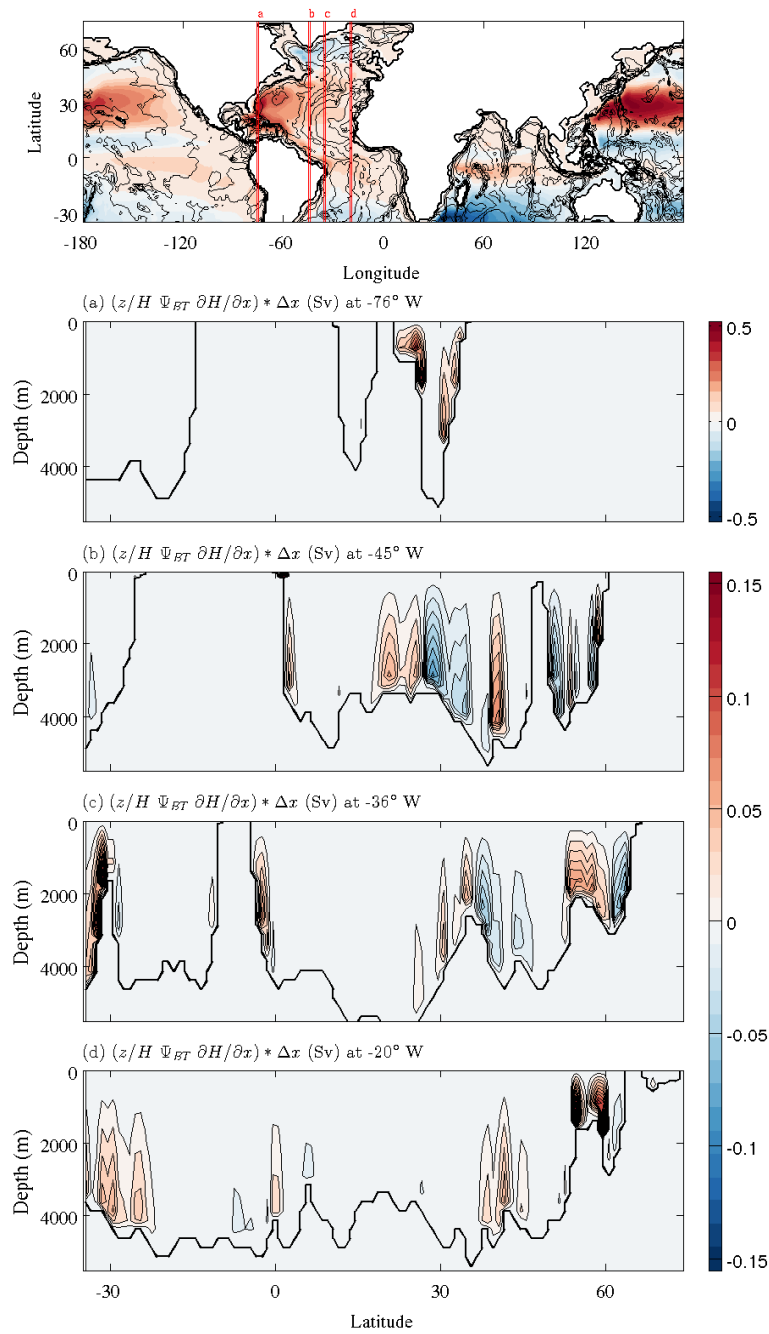 a b c d
60
30
0
-30
Latitude
-180 -120 -60 0 60 120
Longitude
(a) (z/H Ψ_BT ∂H/∂x) * Δx (Sv) at -76° W
0
2000
4000
Depth (m)
0.5
0
-0.5
(b) (z/H Ψ_BT ∂H/∂x) * Δx (Sv) at -45° W
0
2000
4000
Depth (m)
(c) (z/H Ψ_BT ∂H/∂x) * Δx (Sv) at -36° W
0
2000
4000
Depth (m)
(d) (z/H Ψ_BT ∂H/∂x) * Δx (Sv) at -20° W
0
2000
4000
Depth (m)
-30 0 30 60
Latitude
0.15
0.1
0.05
0
-0.05
-0.1
-0.15